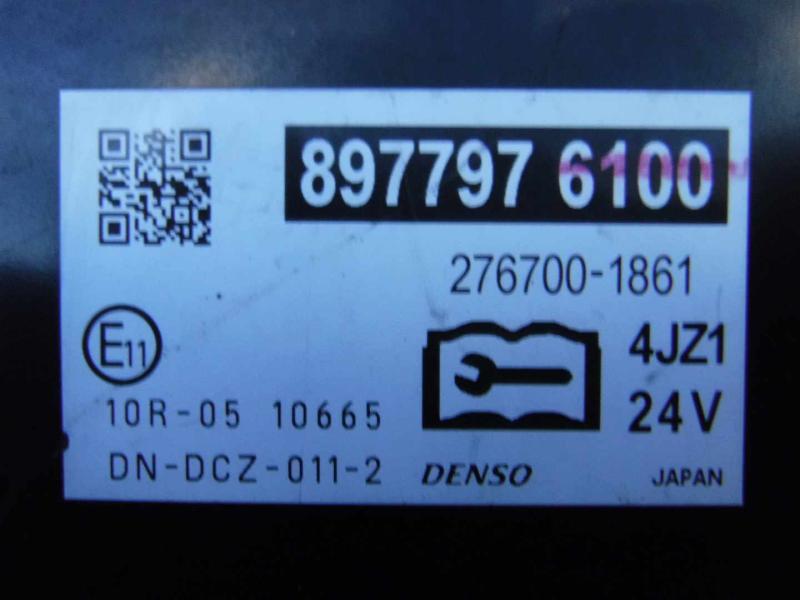 897797 6100
276700-1861
E11
4JZ1
10R-05 10665
24V
DN-DCZ-011-2
DENSO
JAPAN